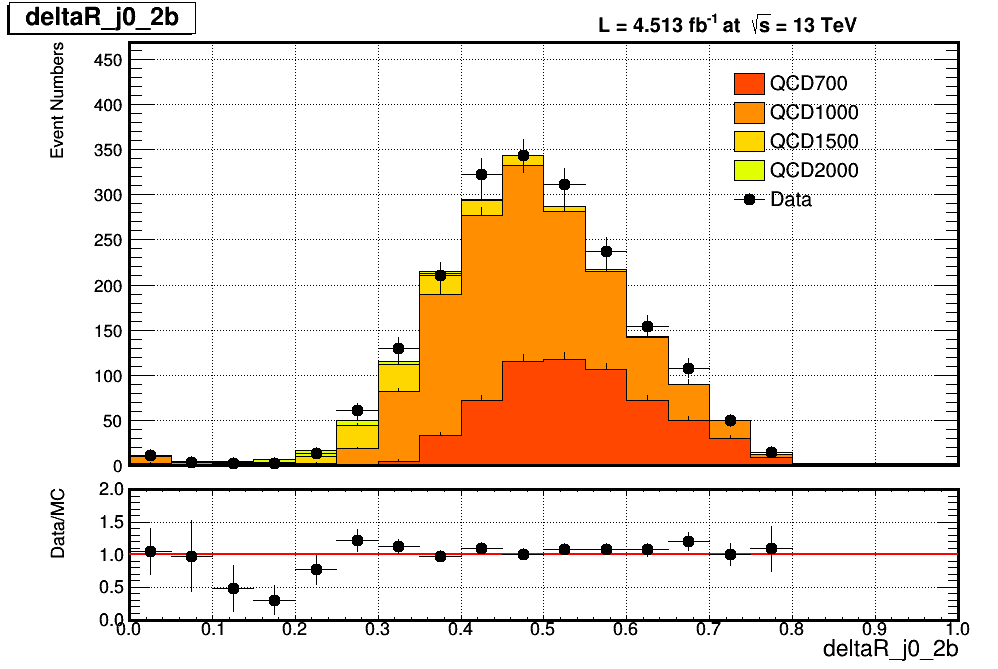 deltaR_j0_2b
L = 4.513 fb⁻¹ at √s = 13 TeV
Event Numbers
450
400
350
300
250
200
150
100
50
0
QCD700
QCD1000
QCD1500
QCD2000
Data
Data/MC
2.0
1.5
1.0
0.5
0.0
0.0 0.1 0.2 0.3 0.4 0.5 0.6 0.7 0.8 0.9 1.0
deltaR_j0_2b